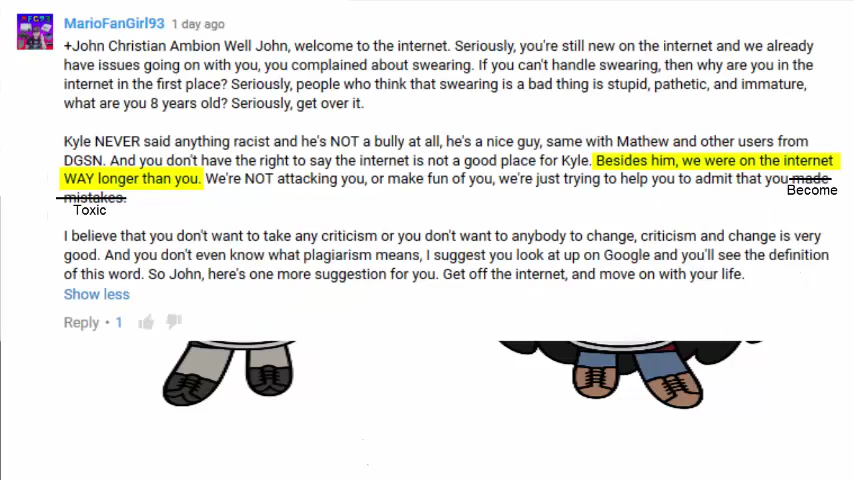 MarioFanGirl93 1 day ago
+John Christian Ambion Well John, welcome to the internet. Seriously, you're still new on the internet and we already
have issues going on with you, you complained about swearing. If you can't handle swearing, then why are you in the
internet in the first place? Seriously, people who think that swearing is a bad thing is stupid, pathetic, and immature,
what are you 8 years old? Seriously, get over it.
Kyle NEVER said anything racist and he's NOT a bully at all, he's a nice guy, same with Mathew and other users from
DGSN. And you don't have the right to say the internet is not a good place for Kyle. Besides him, we were on the internet
WAY longer than you. We're NOT attacking you, or make fun of you, we're just trying to help you to admit that you made
Become
mistakes.
Toxic
I believe that you don't want to take any criticism or you don't want to anybody to change, criticism and change is very
good. And you don't even know what plagiarism means, I suggest you look at up on Google and you'll see the definition
of this word. So John, here's one more suggestion for you. Get off the internet, and move on with your life.
Show less
Reply • 1